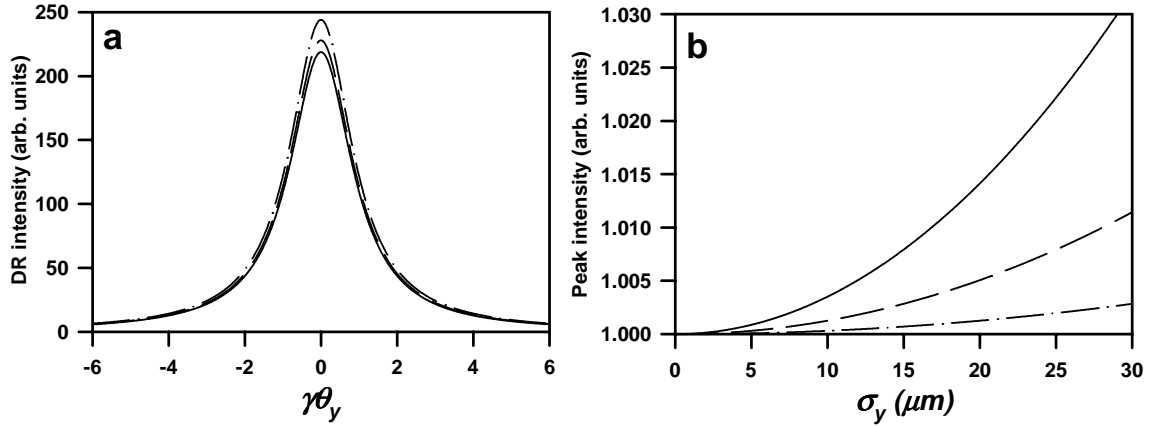 a
250
200
150
100
50
0
DR intensity (arb. units)
-6 -4 -2 0 2 4 6
γθy
b
1.030
1.025
1.020
1.015
1.010
1.005
1.000
Peak intensity (arb. units)
0 5 10 15 20 25 30
σy (μm)